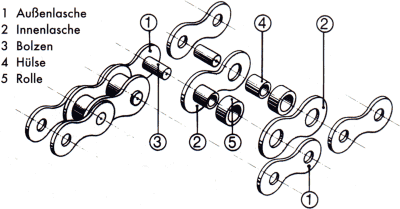 1 Außenlasche
2 Innenlasche
3 Bolzen
4 Hülse
5 Rolle
1
4
2
3
2
5
1